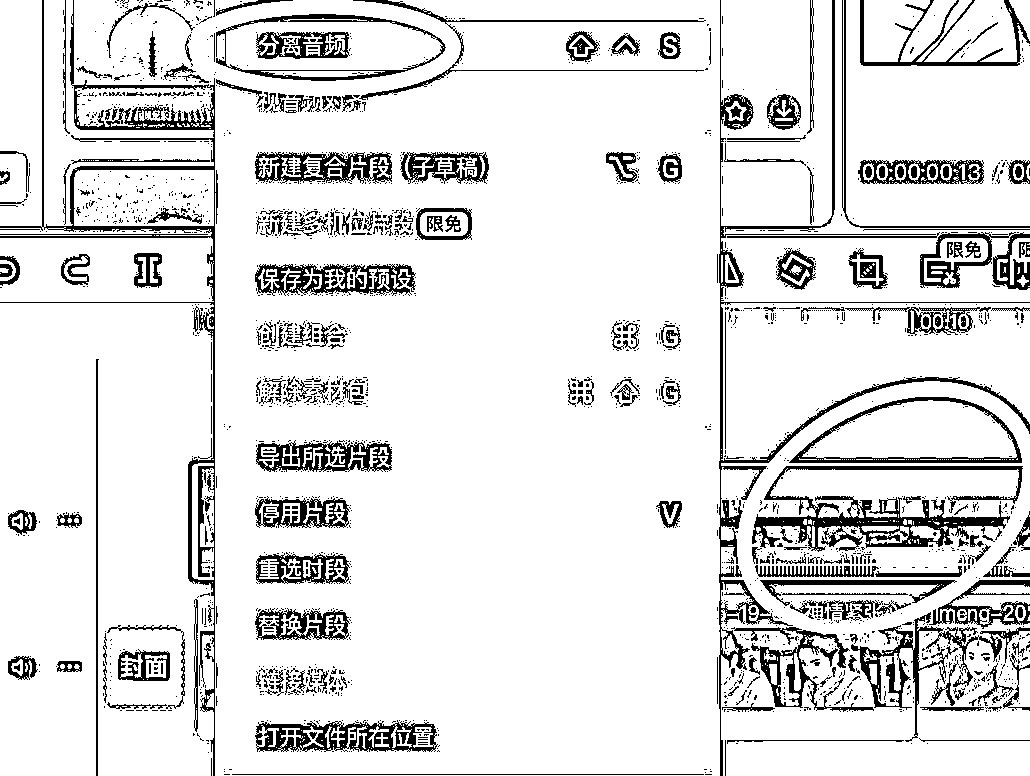 分离音频 S
视音频对齐
00:00:00:13 / 00
新建复合片段（子草稿） G
新建多机位片段 限免
保存为我的预设
限免
创建组合 ⌘ G
00:10
解除素材包 ⌘ G
导出所选片段
停用片段 V
重选时段
替换片段
-19- 神情紧张 jimeng-20
封面
链接媒体
打开文件所在位置